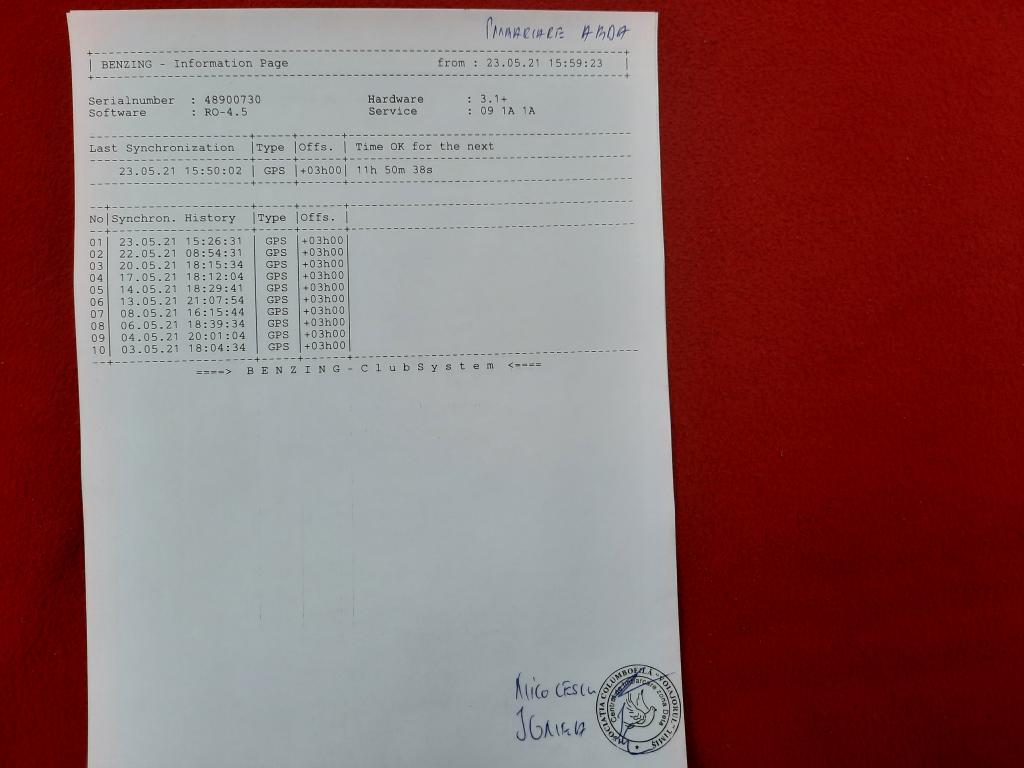 BENZING - Information Page from : 23.05.21 15:59:23
Serialnumber : 48900730 Hardware : 3.1+
Software : RO-4.5 Service : 09 1A 1A
Last Synchronization |Type |Offs. | Time OK for the next
23.05.21 15:50:02 | GPS |+03h00| 11h 50m 38s
No|Synchron. History |Type |Offs. |
01| 23.05.21 15:26:31 | GPS |+03h00|
02| 22.05.21 08:54:31 | GPS |+03h00|
03| 20.05.21 18:15:34 | GPS |+03h00|
04| 17.05.21 18:12:04 | GPS |+03h00|
05| 14.05.21 18:29:41 | GPS |+03h00|
06| 13.05.21 21:07:54 | GPS |+03h00|
07| 08.05.21 16:15:44 | GPS |+03h00|
08| 06.05.21 18:39:34 | GPS |+03h00|
09| 04.05.21 20:01:04 | GPS |+03h00|
10| 03.05.21 18:04:34 | GPS |+03h00|
====> B E N Z I N G - C l u b S y s t e m <====
ASOCIATIA COLUMBOFILA "VOIAJORUL" TIMIS
zona Deta